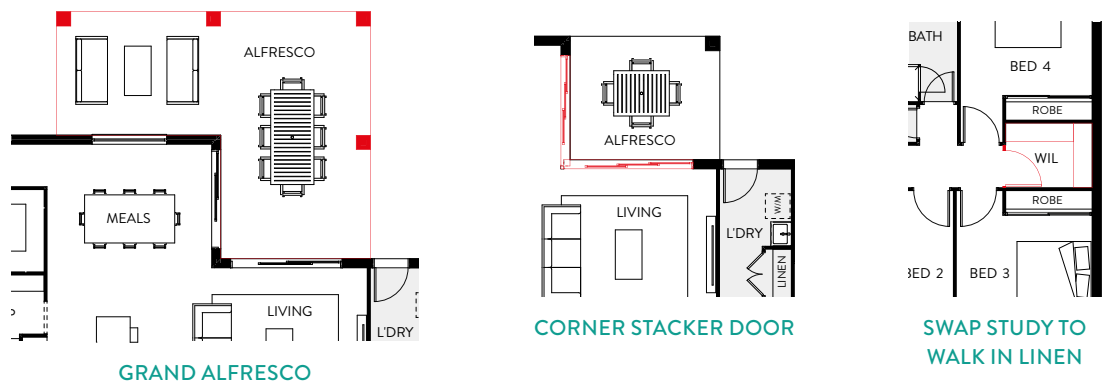 ALFRESCO
MEALS
LIVING
L'DRY
GRAND ALFRESCO
ALFRESCO
LIVING
L'DRY
W/M
LINEN
CORNER STACKER DOOR
BATH
BED 4
ROBE
WIL
ROBE
BED 2
BED 3
SWAP STUDY TO
WALK IN LINEN